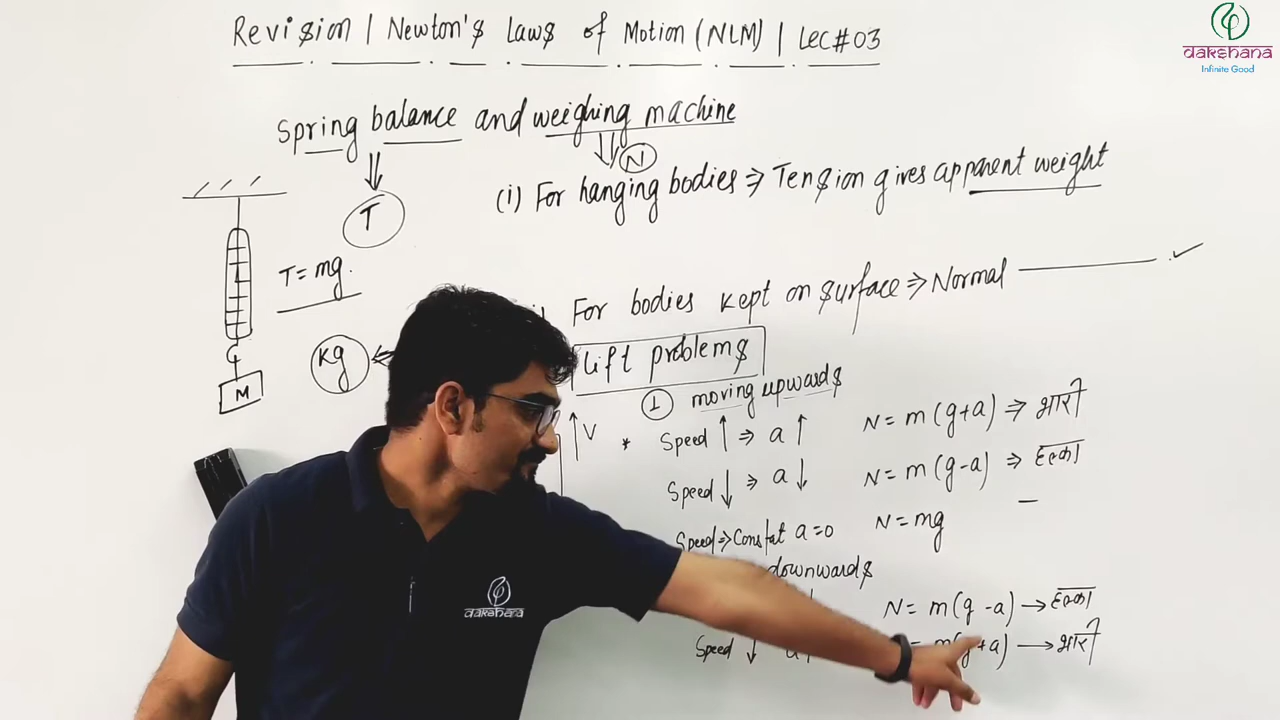 Revision | Newton's Laws of Motion (NLM) | Lec#03
dakshana
Infinite Good
Spring balance and weighing machine
T
N
(i) For hanging bodies ⇒ Tension gives apparent weight
T = mg.
For bodies kept on surface ⇒ Normal
kg
M
Lift problems
1 moving upwards
V * Speed ↑ ⇒ a ↑ N = m(g+a) ⇒ भारी
Speed ↓ ⇒ a ↓ N = m(g-a) ⇒ हल्का
Speed ⇒ Constat a=0 N = mg
downwards
N = m(g-a) → हल्का
Speed ↓ = m(g+a) → भारी
dakshana